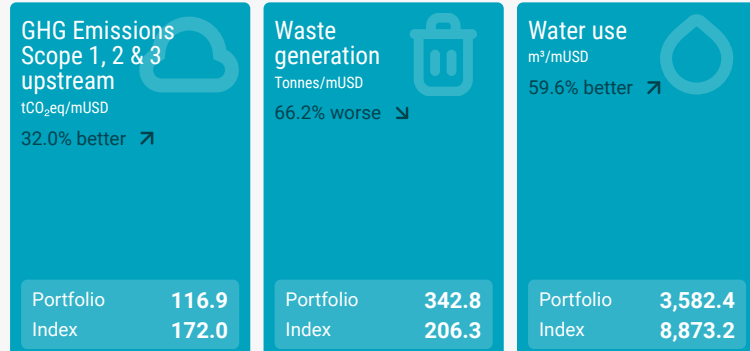 GHG Emissions
Scope 1, 2 & 3
upstream
tCO₂eq/mUSD
32.0% better
Portfolio 116.9
Index 172.0
Waste
generation
Tonnes/mUSD
66.2% worse
Portfolio 342.8
Index 206.3
Water use
m³/mUSD
59.6% better
Portfolio 3,582.4
Index 8,873.2